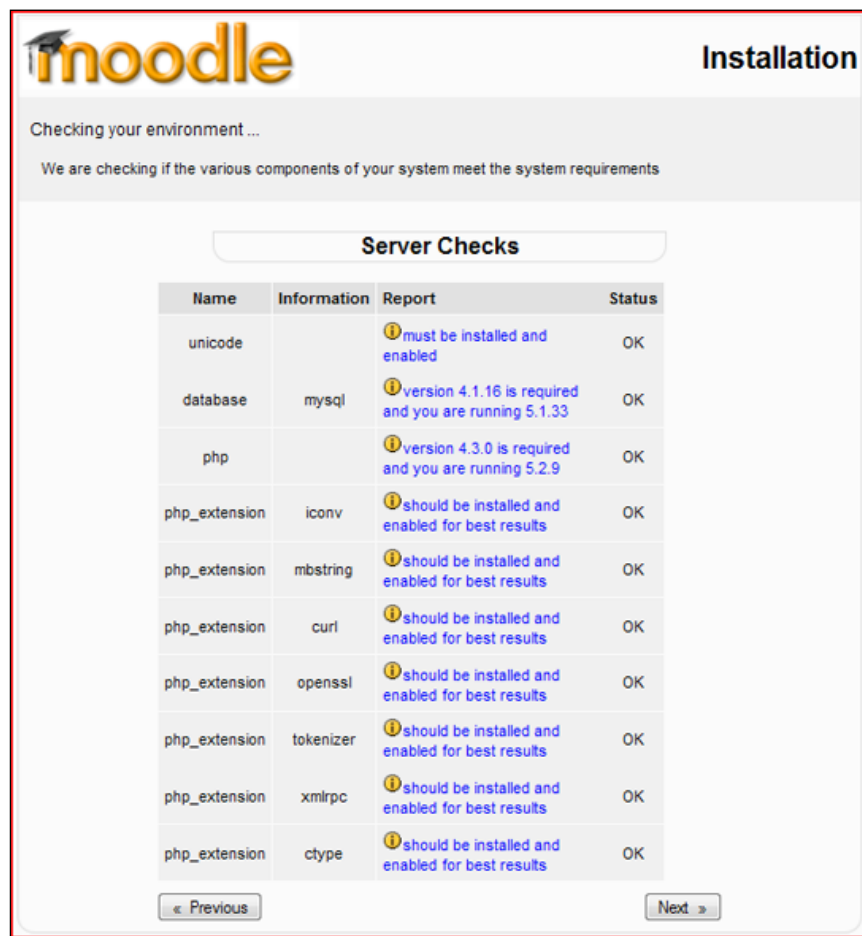 moodle
Installation
Checking your environment ...
We are checking if the various components of your system meet the system requirements
Server Checks
Name Information Report Status
unicode must be installed and enabled OK
database mysql version 4.1.16 is required and you are running 5.1.33 OK
php version 4.3.0 is required and you are running 5.2.9 OK
php_extension iconv should be installed and enabled for best results OK
php_extension mbstring should be installed and enabled for best results OK
php_extension curl should be installed and enabled for best results OK
php_extension openssl should be installed and enabled for best results OK
php_extension tokenizer should be installed and enabled for best results OK
php_extension xmlrpc should be installed and enabled for best results OK
php_extension ctype should be installed and enabled for best results OK
« Previous
Next »